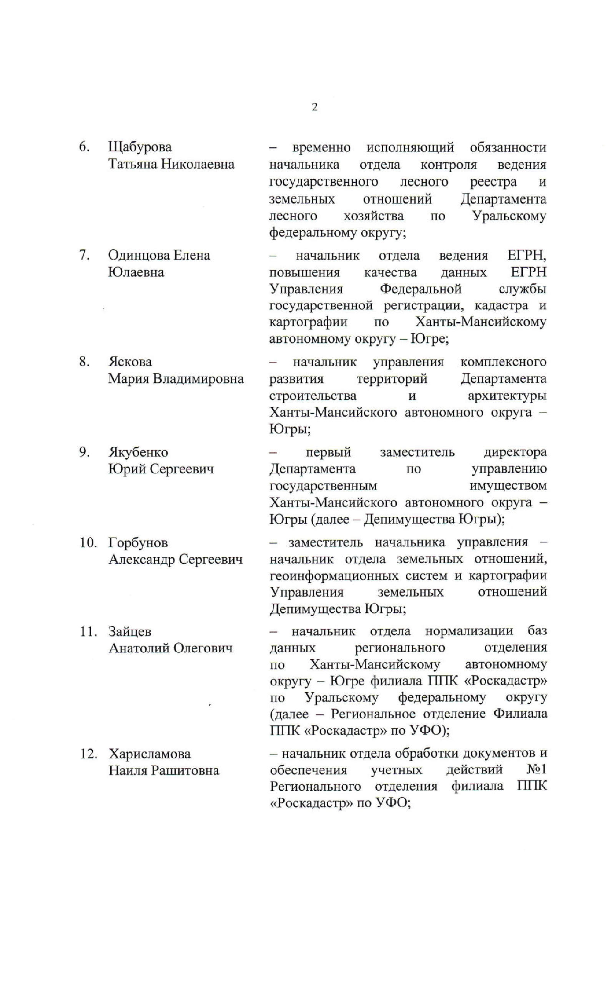 2
6. Щабурова
Татьяна Николаевна
– временно исполняющий обязанности
начальника отдела контроля ведения
государственного лесного реестра и
земельных отношений Департамента
лесного хозяйства по Уральскому
федеральному округу;
7. Одинцова Елена
Юлаевна
– начальник отдела ведения ЕГРН,
повышения качества данных ЕГРН
Управления Федеральной службы
государственной регистрации, кадастра и
картографии по Ханты-Мансийскому
автономному округу – Югре;
8. Яскова
Мария Владимировна
– начальник управления комплексного
развития территорий Департамента
строительства и архитектуры
Ханты-Мансийского автономного округа –
Югры;
9. Якубенко
Юрий Сергеевич
– первый заместитель директора
Департамента по управлению
государственным имуществом
Ханты-Мансийского автономного округа –
Югры (далее – Депимущества Югры);
10. Горбунов
Александр Сергеевич
– заместитель начальника управления –
начальник отдела земельных отношений,
геоинформационных систем и картографии
Управления земельных отношений
Депимущества Югры;
11. Зайцев
Анатолий Олегович
– начальник отдела нормализации баз
данных регионального отделения
по Ханты-Мансийскому автономному
округу – Югре филиала ППК «Роскадастр»
по Уральскому федеральному округу
(далее – Региональное отделение Филиала
ППК «Роскадастр» по УФО);
12. Харисламова
Наиля Рашитовна
– начальник отдела обработки документов и
обеспечения учетных действий №1
Регионального отделения филиала ППК
«Роскадастр» по УФО;